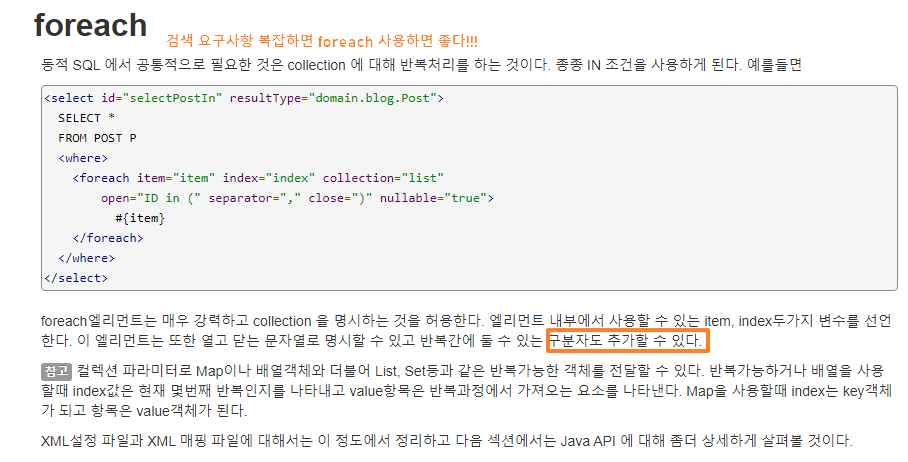 foreach
검색 요구사항 복잡하면 foreach 사용하면 좋다!!!
동적 SQL 에서 공통적으로 필요한 것은 collection 에 대해 반복처리를 하는 것이다. 종종 IN 조건을 사용하게 된다. 예를들면
<select id="selectPostIn" resultType="domain.blog.Post">
  SELECT *
  FROM POST P
  <where>
    <foreach item="item" index="index" collection="list"
        open="ID in (" separator="," close=")" nullable="true">
          #{item}
    </foreach>
  </where>
</select>
foreach엘리먼트는 매우 강력하고 collection 을 명시하는 것을 허용한다. 엘리먼트 내부에서 사용할 수 있는 item, index두가지 변수를 선언
한다. 이 엘리먼트는 또한 열고 닫는 문자열로 명시할 수 있고 반복간에 둘 수 있는 구분자도 추가할 수 있다.
참고 컬렉션 파라미터로 Map이나 배열객체와 더불어 List, Set등과 같은 반복가능한 객체를 전달할 수 있다. 반복가능하거나 배열을 사용
할때 index값은 현재 몇번째 반복인지를 나타내고 value항목은 반복과정에서 가져오는 요소를 나타낸다. Map을 사용할때 index는 key객체
가 되고 항목은 value객체가 된다.
XML설정 파일과 XML 매핑 파일에 대해서는 이 정도에서 정리하고 다음 섹션에서는 Java API 에 대해 좀더 상세하게 살펴볼 것이다.